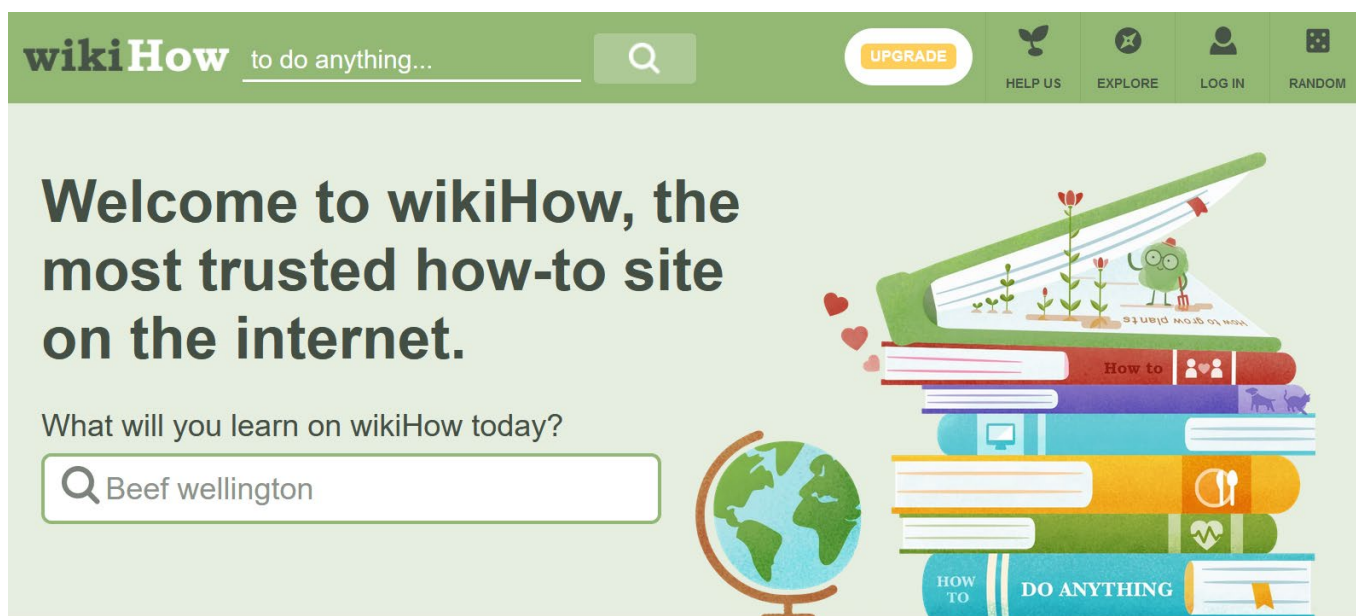 wikiHow to do anything...
UPGRADE
HELP US
EXPLORE
LOG IN
RANDOM
Welcome to wikiHow, the
most trusted how-to site
on the internet.
What will you learn on wikiHow today?
Beef wellington
How to grow plants
How to
HOW
TO
DO ANYTHING